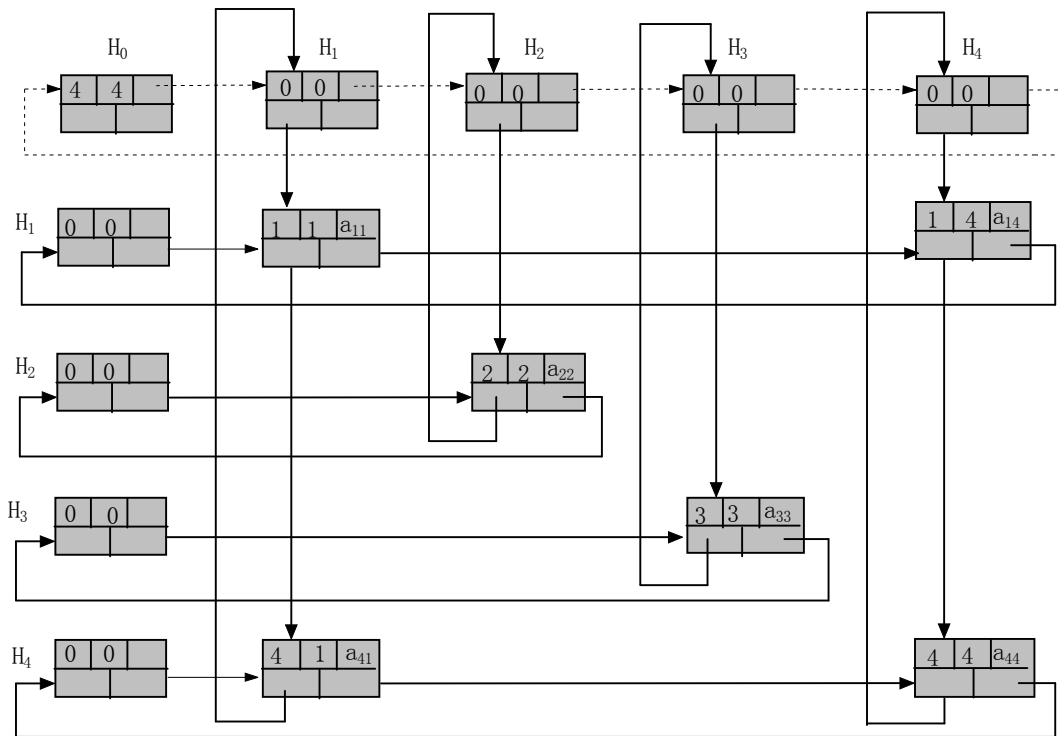 H₀ H₁ H₂ H₃ H₄
4 4 0 0 0 0 0 0 0 0
H₁ 0 0 1 1 a₁₁ 1 4 a₁₄
H₂ 0 0 2 2 a₂₂
H₃ 0 0 3 3 a₃₃
H₄ 0 0 4 1 a₄₁ 4 4 a₄₄